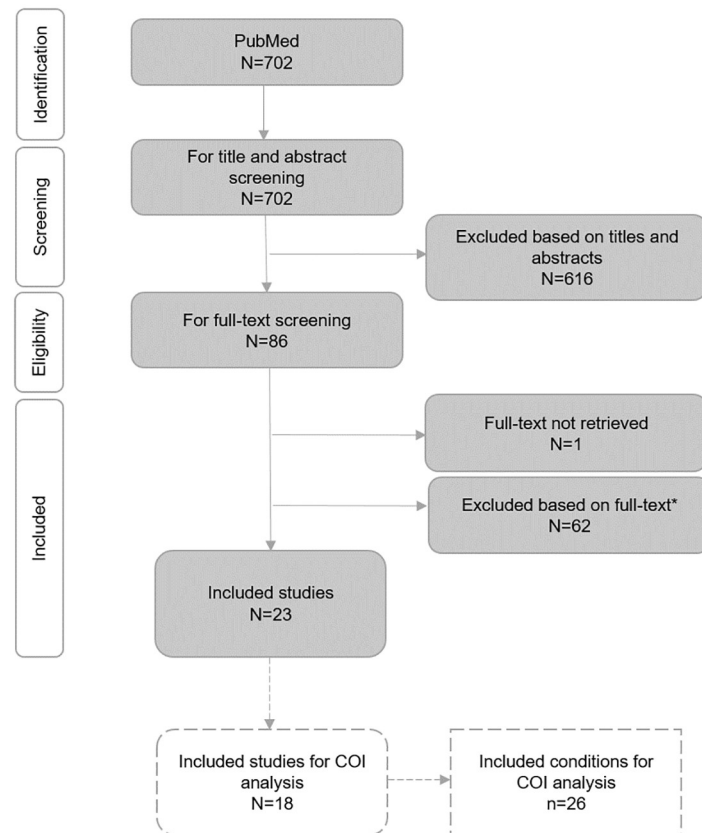 Identification
PubMed
N=702
Screening
For title and abstract
screening
N=702
Excluded based on titles and
abstracts
N=616
Eligibility
For full-text screening
N=86
Included
Full-text not retrieved
N=1
Excluded based on full-text*
N=62
Included studies
N=23
Included studies for COI
analysis
N=18
Included conditions for
COI analysis
n=26